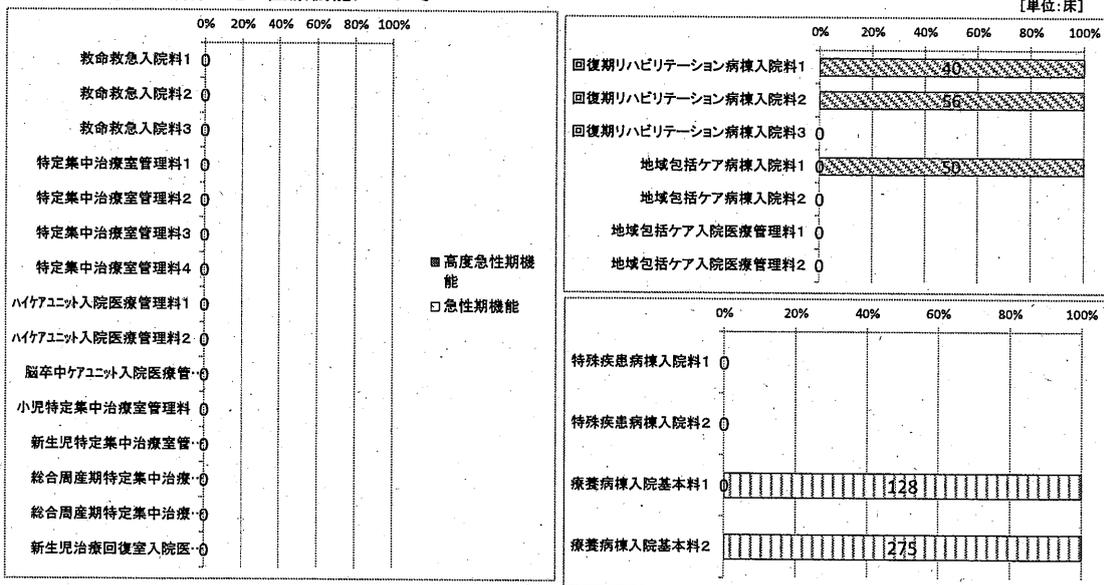 [単位:床]
0% 20% 40% 60% 80% 100%
救命救急入院料1 0
救命救急入院料2 0
救命救急入院料3 0
特定集中治療室管理料1 0
特定集中治療室管理料2 0
特定集中治療室管理料3 0
特定集中治療室管理料4 0
ハイケアユニット入院医療管理料1 0
ハイケアユニット入院医療管理料2 0
脳卒中ケアユニット入院医療管… 0
小児特定集中治療室管理料 0
新生児特定集中治療室管… 0
総合周産期特定集中治療… 0
総合周産期特定集中治療… 0
新生児治療回復室入院医… 0
高度急性期機
能
急性期機能
0% 20% 40% 60% 80% 100%
回復期リハビリテーション病棟入院料1 40
回復期リハビリテーション病棟入院料2 56
回復期リハビリテーション病棟入院料3 0
地域包括ケア病棟入院料1 0 50
地域包括ケア病棟入院料2 0
地域包括ケア入院医療管理料1 0
地域包括ケア入院医療管理料2 0
0% 20% 40% 60% 80% 100%
特殊疾患病棟入院料1 0
特殊疾患病棟入院料2 0
療養病棟入院基本料1 0 128
療養病棟入院基本料2 275